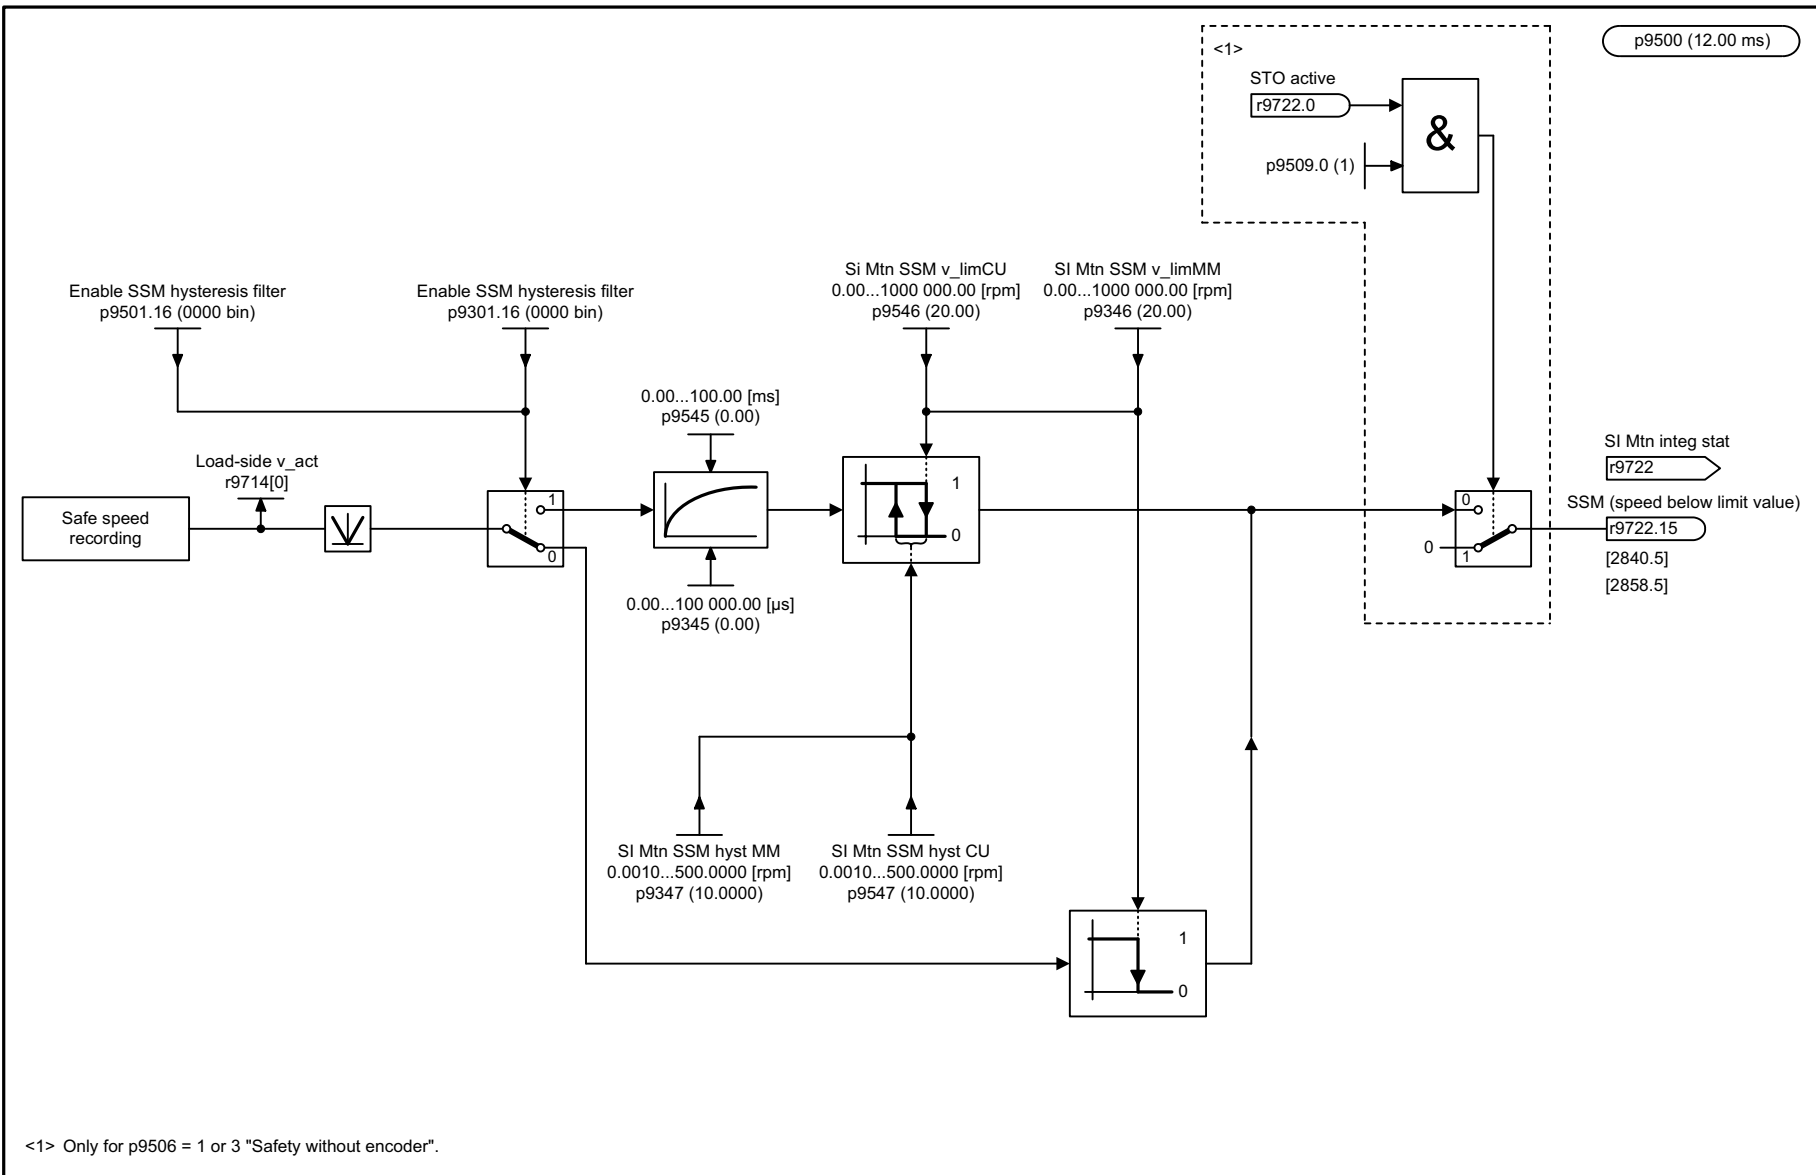 p9500 (12.00 ms)
<1>
STO active
r9722.0
&
p9509.0 (1)
Enable SSM hysteresis filter
p9501.16 (0000 bin)
Enable SSM hysteresis filter
p9301.16 (0000 bin)
Si Mtn SSM v_limCU
0.00...1000 000.00 [rpm]
p9546 (20.00)
SI Mtn SSM v_limMM
0.00...1000 000.00 [rpm]
p9346 (20.00)
0.00...100.00 [ms]
p9545 (0.00)
Load-side v_act
r9714[0]
Safe speed
recording
1
0
0.00...100 000.00 [µs]
p9345 (0.00)
1
0
0
0
1
SI Mtn integ stat
r9722
SSM (speed below limit value)
r9722.15
[2840.5]
[2858.5]
SI Mtn SSM hyst MM
0.0010...500.0000 [rpm]
p9347 (10.0000)
SI Mtn SSM hyst CU
0.0010...500.0000 [rpm]
p9547 (10.0000)
1
0
<1> Only for p9506 = 1 or 3 "Safety without encoder".